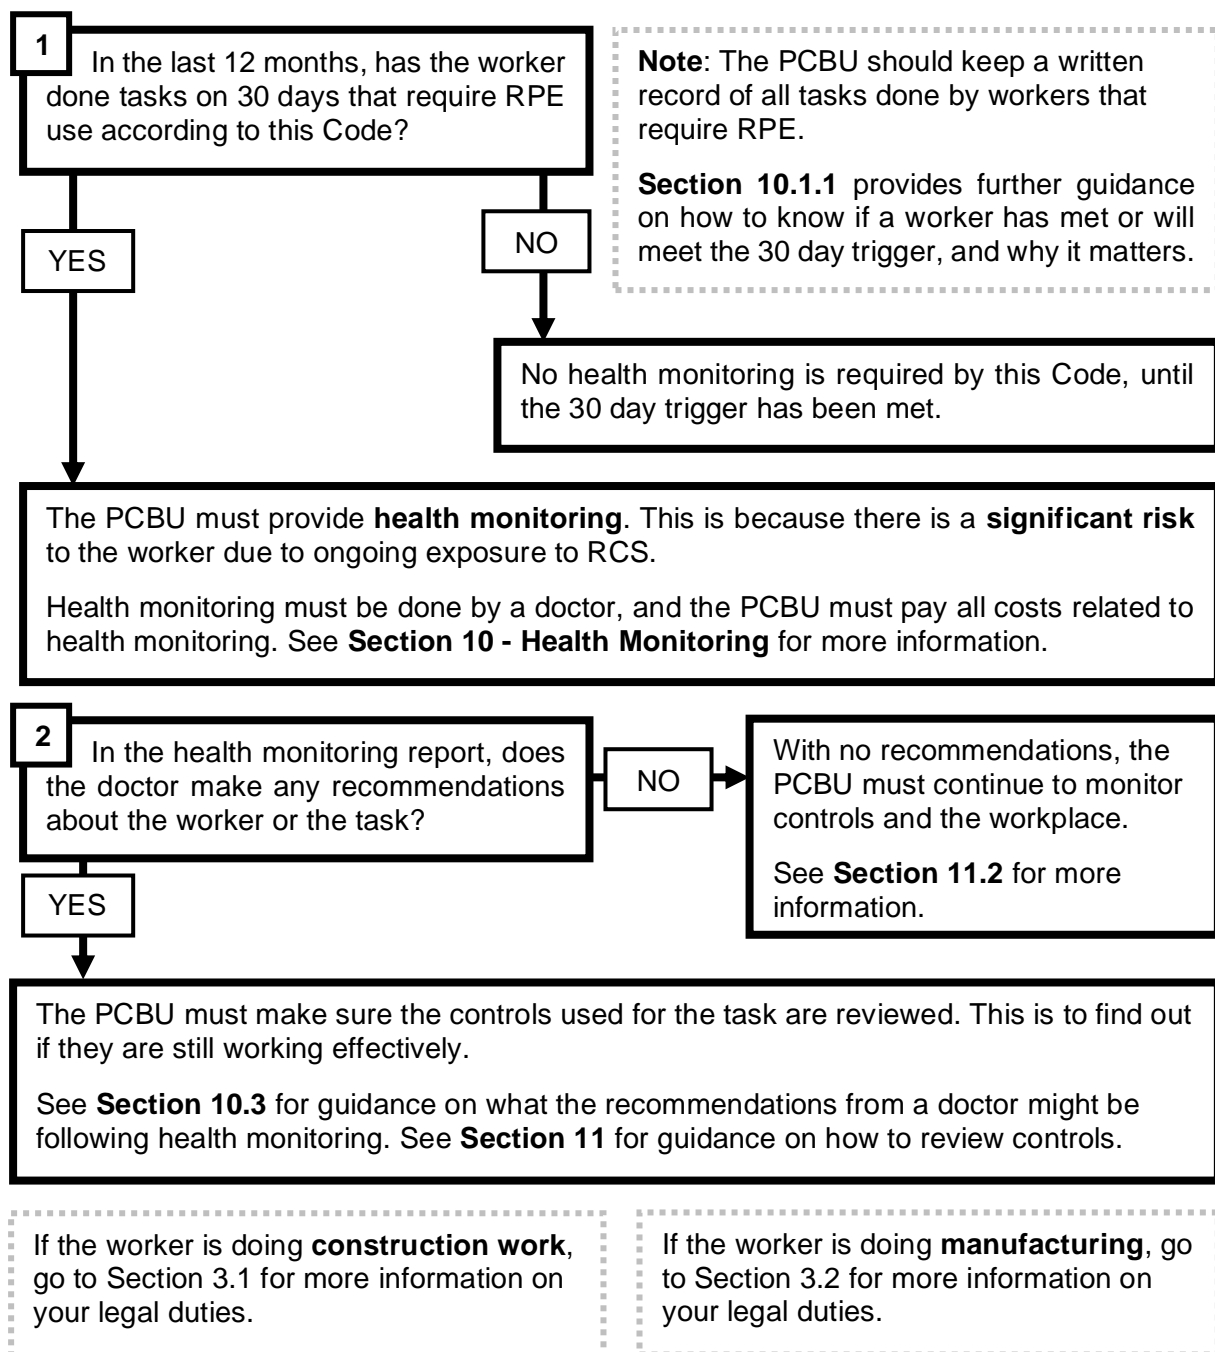 1
In the last 12 months, has the worker
done tasks on 30 days that require RPE
use according to this Code?
Note: The PCBU should keep a written
record of all tasks done by workers that
require RPE.
Section 10.1.1 provides further guidance
on how to know if a worker has met or will
meet the 30 day trigger, and why it matters.
YES
NO
No health monitoring is required by this Code, until
the 30 day trigger has been met.
The PCBU must provide health monitoring. This is because there is a significant risk
to the worker due to ongoing exposure to RCS.
Health monitoring must be done by a doctor, and the PCBU must pay all costs related to
health monitoring. See Section 10 - Health Monitoring for more information.
2
In the health monitoring report, does
the doctor make any recommendations
about the worker or the task?
NO
With no recommendations, the
PCBU must continue to monitor
controls and the workplace.
See Section 11.2 for more
information.
YES
The PCBU must make sure the controls used for the task are reviewed. This is to find out
if they are still working effectively.
See Section 10.3 for guidance on what the recommendations from a doctor might be
following health monitoring. See Section 11 for guidance on how to review controls.
If the worker is doing construction work,
go to Section 3.1 for more information on
your legal duties.
If the worker is doing manufacturing, go
to Section 3.2 for more information on
your legal duties.